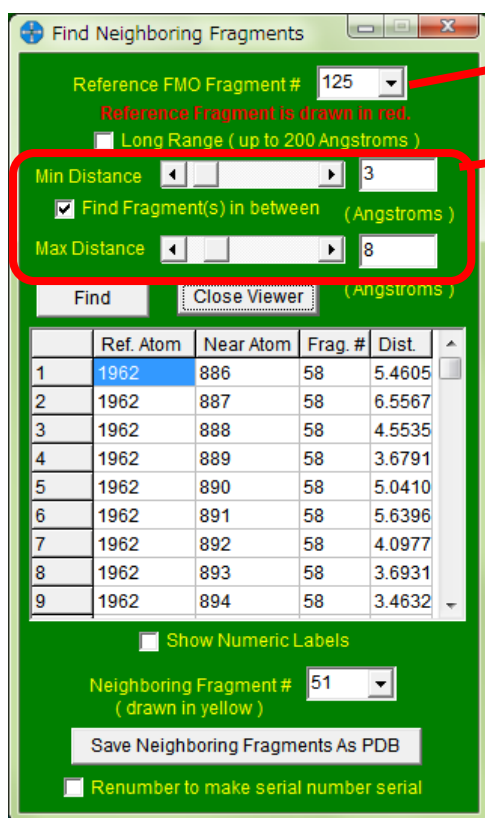 Find Neighboring Fragments
Reference FMO Fragment # 125
Reference Fragment is drawn in red.
Long Range ( up to 200 Angstroms )
Min Distance 3
Find Fragment(s) in between ( Angstroms )
Max Distance 8
Find Close Viewer ( Angstroms )
Ref. Atom Near Atom Frag. # Dist.
1 1962 886 58 5.4605
2 1962 887 58 6.5567
3 1962 888 58 4.5535
4 1962 889 58 3.6791
5 1962 890 58 5.0410
6 1962 891 58 5.6396
7 1962 892 58 4.0977
8 1962 893 58 3.6931
9 1962 894 58 3.4632
Show Numeric Labels
Neighboring Fragment # 51
( drawn in yellow )
Save Neighboring Fragments As PDB
Renumber to make serial number serial